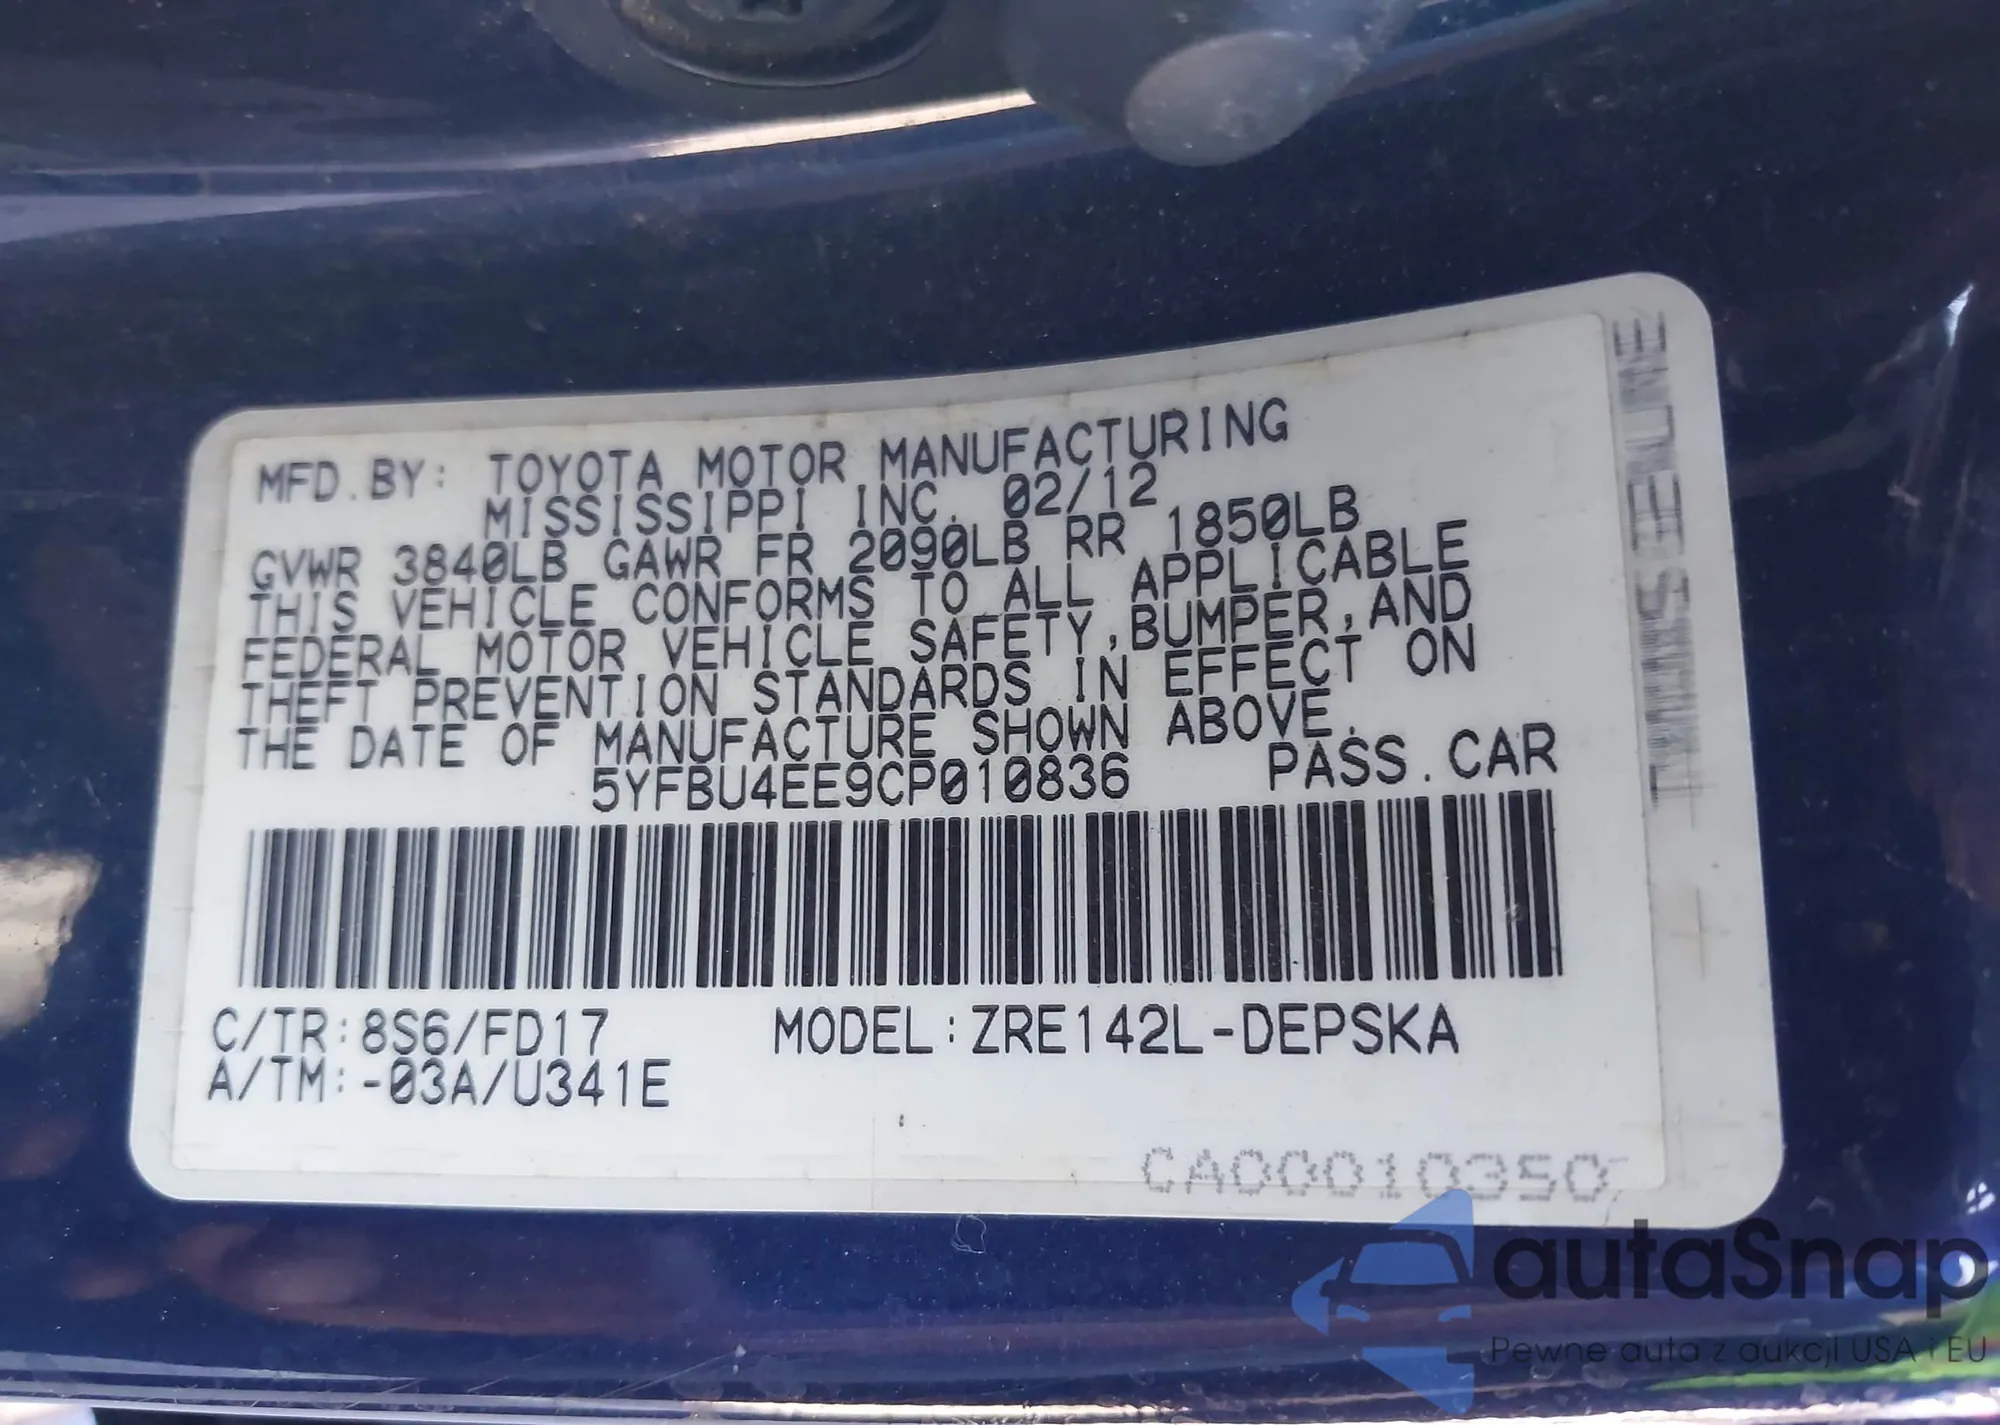 MFD.BY: TOYOTA MOTOR MANUFACTURING
MISSISSIPPI INC. 02/12
GVWR 3840LB GAWR FR 2090LB RR 1850LB
THIS VEHICLE CONFORMS TO ALL APPLICABLE
FEDERAL MOTOR VEHICLE SAFETY,BUMPER,AND
THEFT PREVENTION STANDARDS IN EFFECT ON
THE DATE OF MANUFACTURE SHOWN ABOVE.
5YFBU4EE9CP010836 PASS.CAR
C/TR:8S6/FD17 MODEL:ZRE142L-DEPSKA
A/TM:-03A/U341E
CA00010350
autaSnap
Pewne auta z aukcji USA i EU